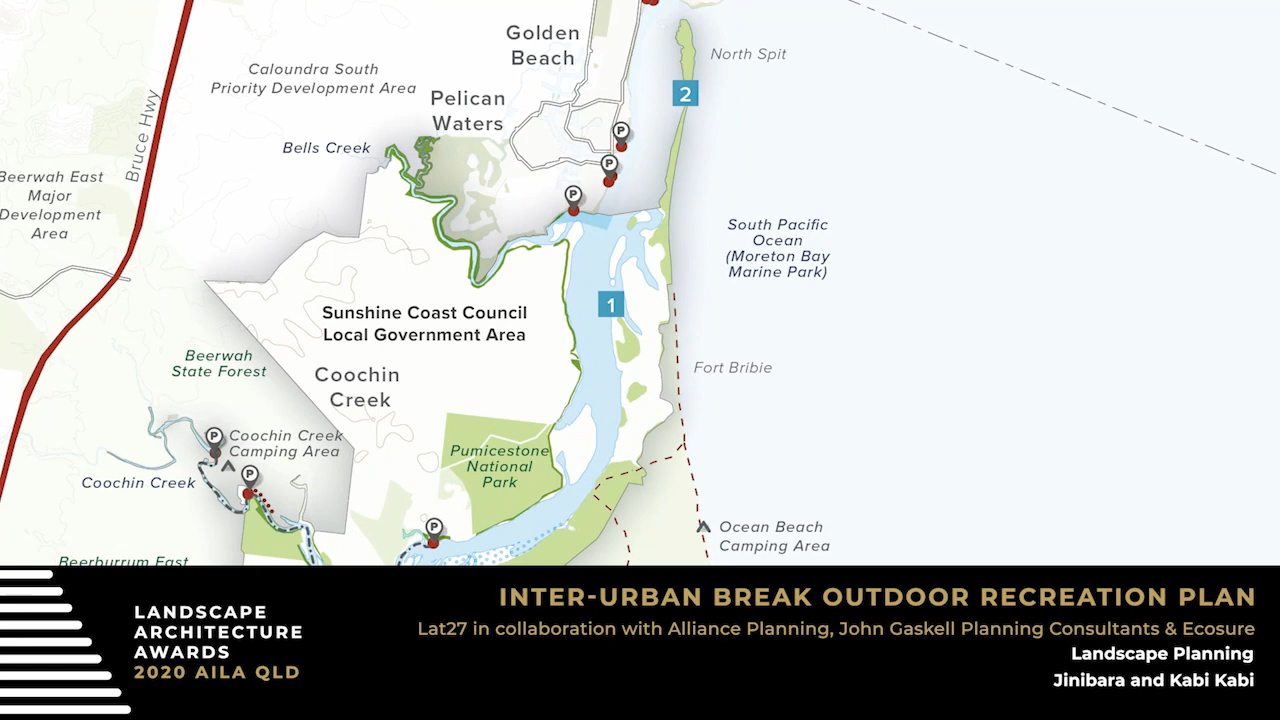 Golden
Beach
North Spit
Caloundra South
Priority Development Area
2
Pelican
Waters
Bruce Hwy
P
Bells Creek
P
Beerwah East
Major
Development
Area
P
South Pacific
Ocean
(Moreton Bay
Marine Park)
1
Sunshine Coast Council
Local Government Area
Beerwah
State Forest
Coochin
Creek
Fort Bribie
P
Coochin Creek
Camping Area
Pumicestone
National
Park
P
Coochin Creek
P
Ocean Beach
Camping Area
Beerburrum East
LANDSCAPE
ARCHITECTURE
AWARDS
2020 AILA QLD
INTER-URBAN BREAK OUTDOOR RECREATION PLAN
Lat27 in collaboration with Alliance Planning, John Gaskell Planning Consultants & Ecosure
Landscape Planning
Jinibara and Kabi Kabi